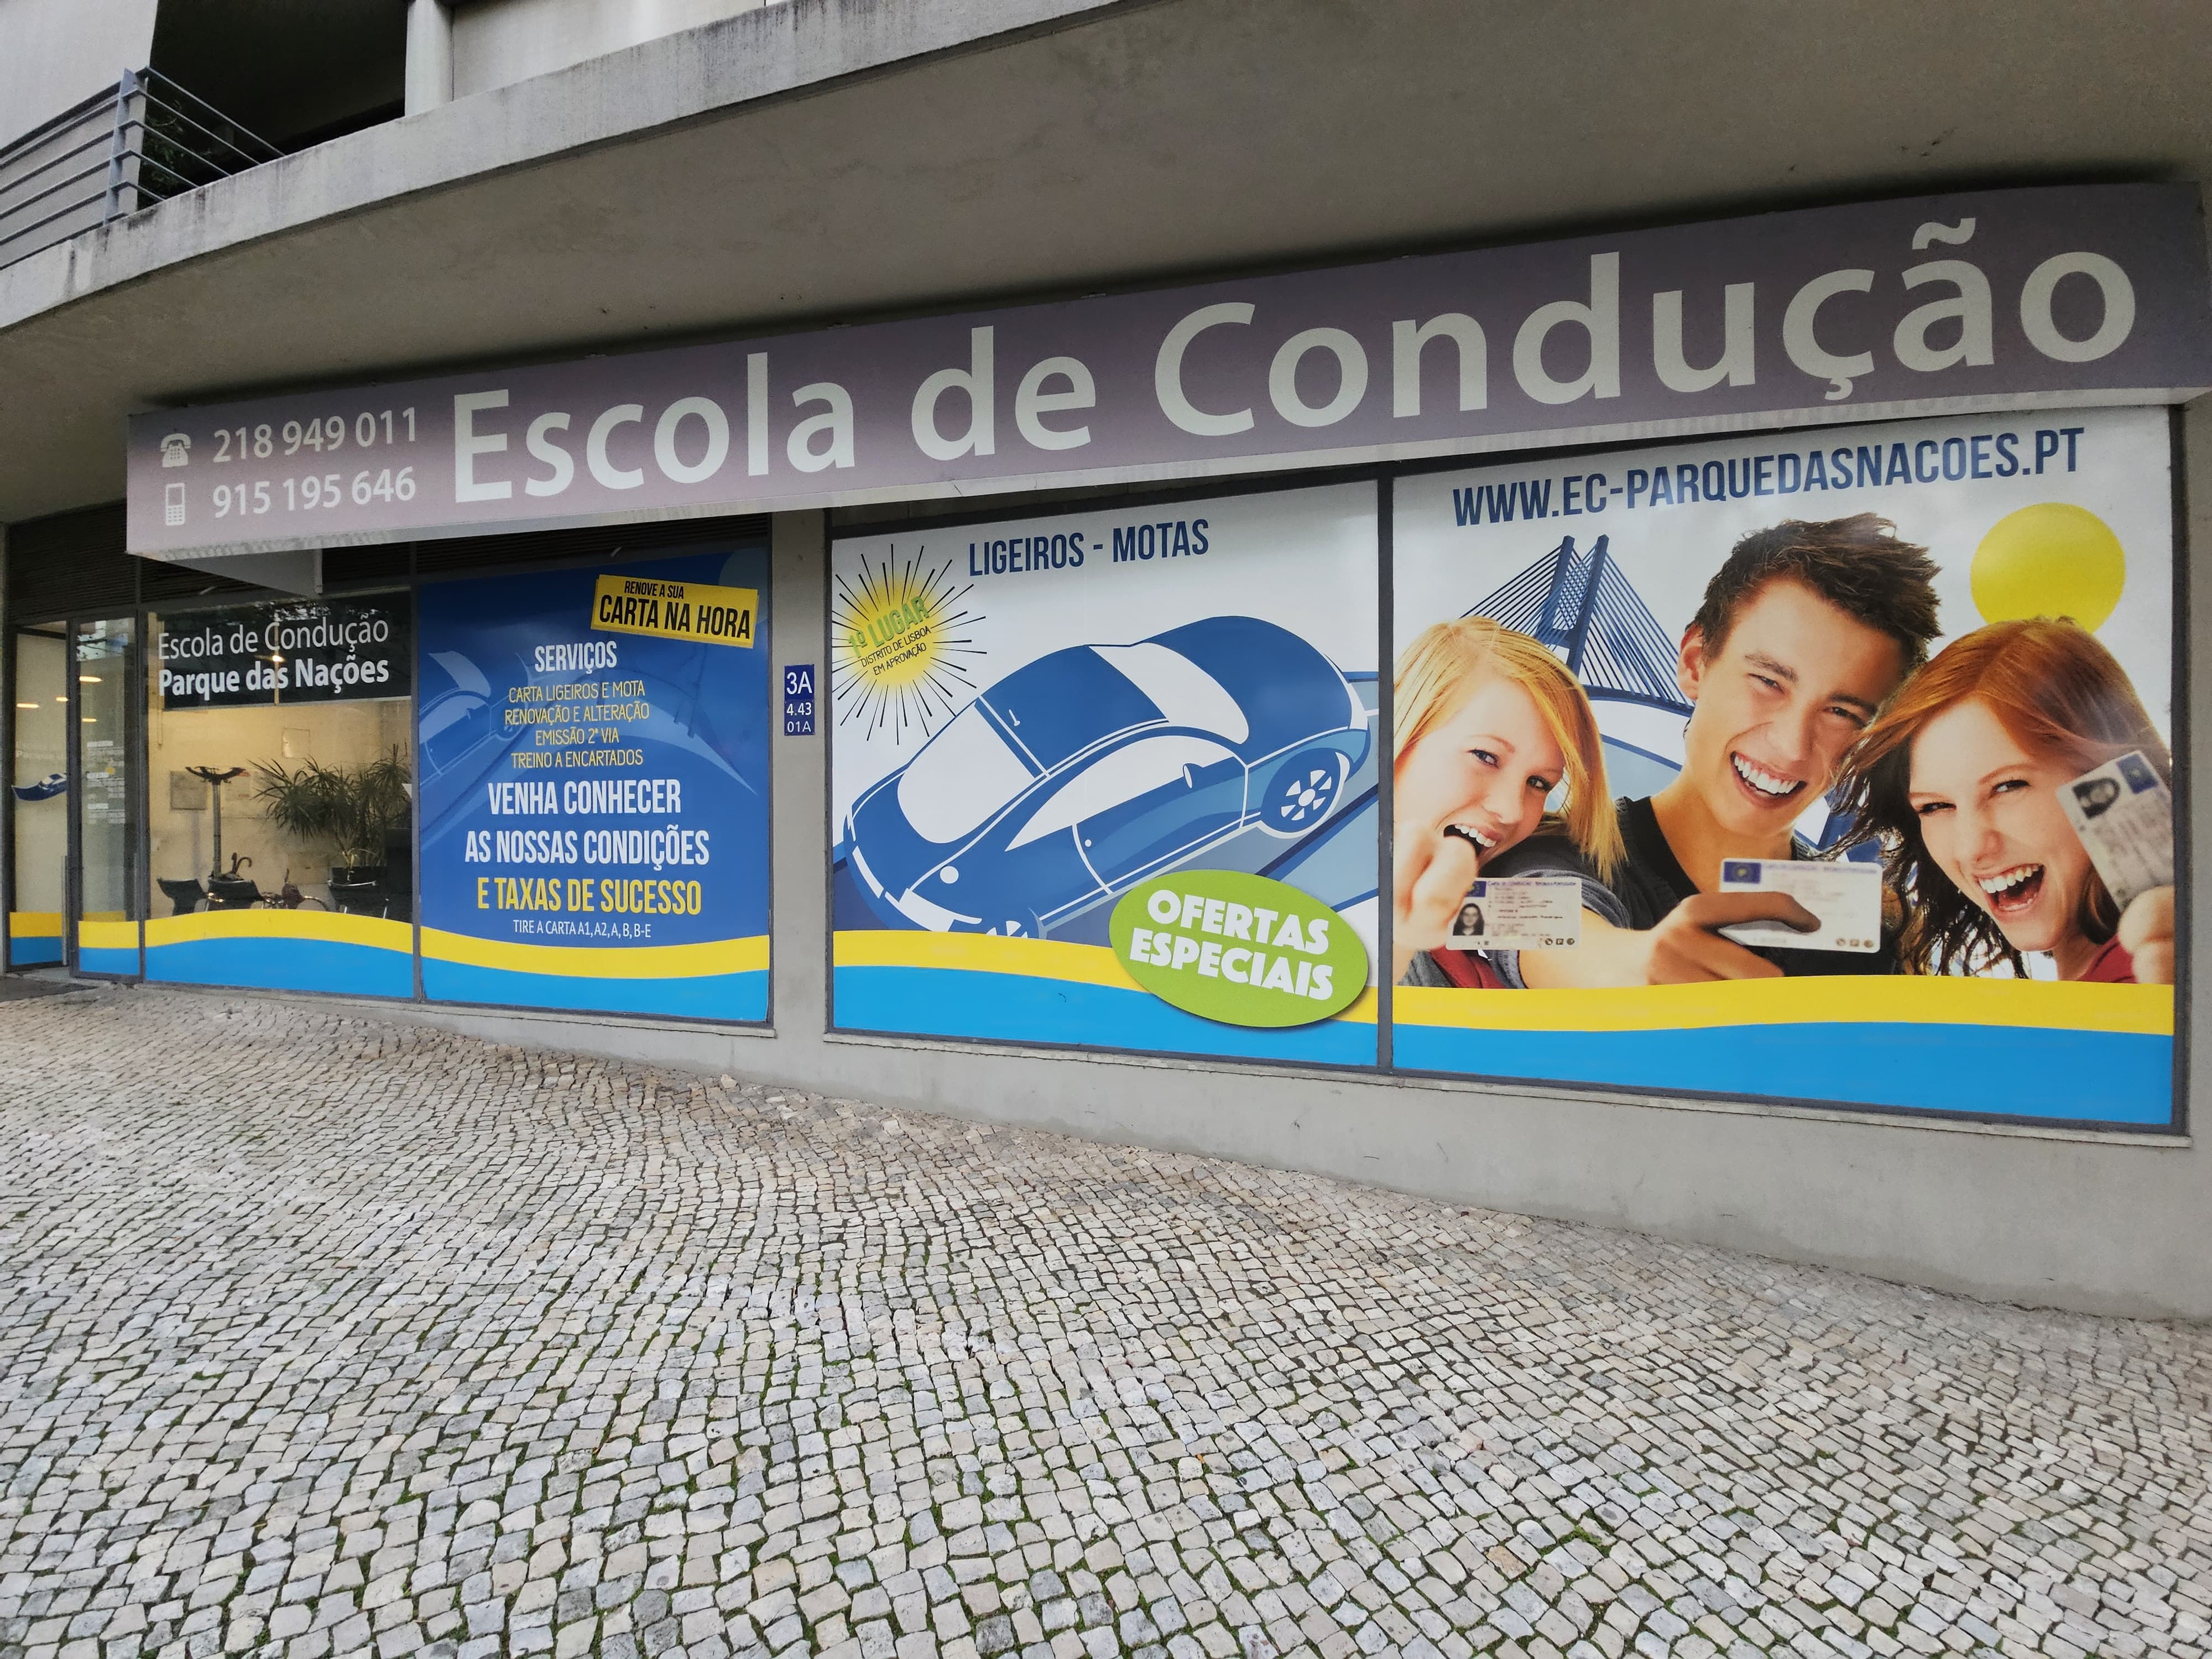 218 949 011
915 195 646
Escola de Condução
WWW.EC-PARQUEDASNACOES.PT
Escola de Condução
Parque das Nações
RENOVE A SUA
CARTA NA HORA
SERVIÇOS
CARTA LIGEIROS E MOTA
RENOVAÇÃO E ALTERAÇÃO
EMISSÃO 2ª VIA
TREINO A ENCARTADOS
VENHA CONHECER
AS NOSSAS CONDIÇÕES
E TAXAS DE SUCESSO
TIRE A CARTA A1, A2, A, B, B-E
3A
4.43
01A
LIGEIROS - MOTAS
1º LUGAR
DISTRITO DE LISBOA
EM APROVAÇÃO
OFERTAS
ESPECIAIS